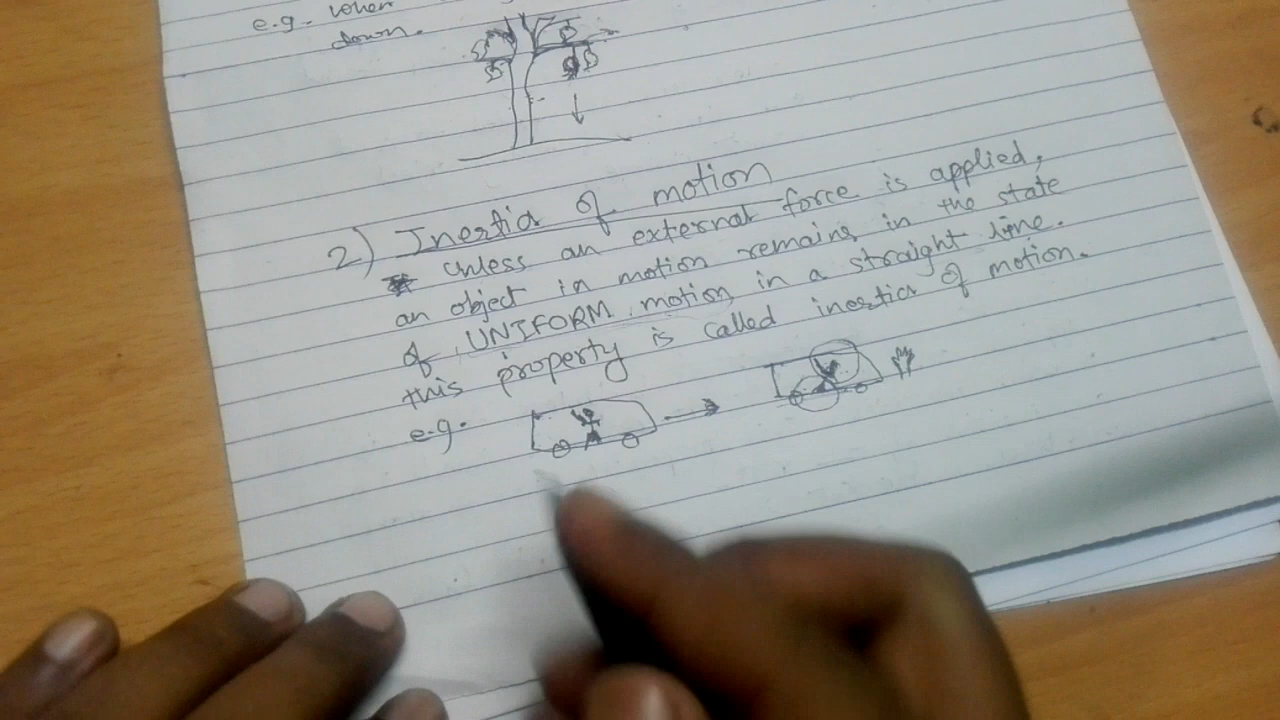 e.g. when
down.
2) Inertia of motion
unless an external force is applied,
an object in motion remains in the state
of UNIFORM motion in a straight line.
this property is called inertia of motion.
e.g.